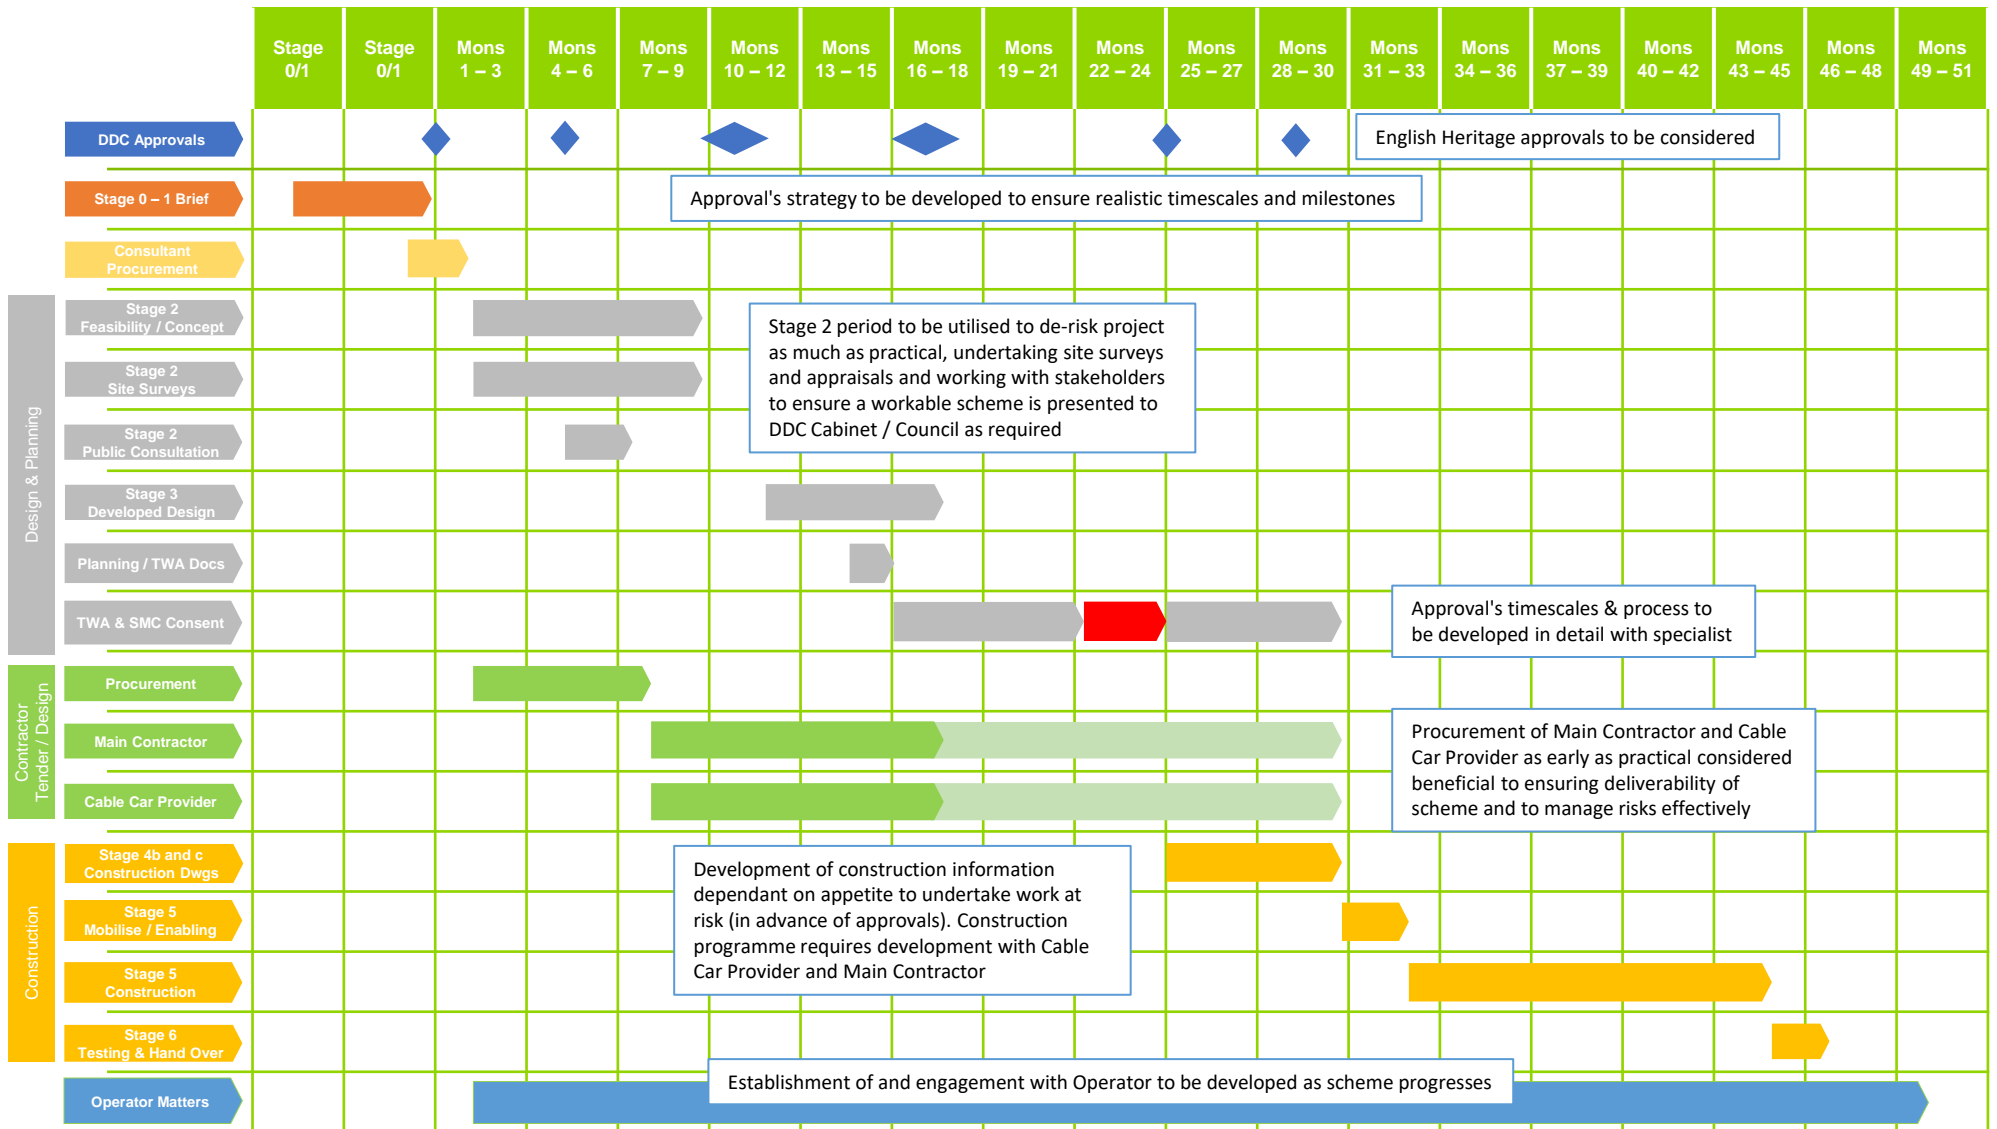 Stage 0/1
Stage 0/1
Mons 1 – 3
Mons 4 – 6
Mons 7 – 9
Mons 10 – 12
Mons 13 – 15
Mons 16 – 18
Mons 19 – 21
Mons 22 – 24
Mons 25 – 27
Mons 28 – 30
Mons 31 – 33
Mons 34 – 36
Mons 37 – 39
Mons 40 – 42
Mons 43 – 45
Mons 46 – 48
Mons 49 – 51
DDC Approvals
English Heritage approvals to be considered
Stage 0 – 1 Brief
Approval's strategy to be developed to ensure realistic timescales and milestones
Consultant
Procurement
Design & Planning
Stage 2
Feasibility / Concept
Stage 2 period to be utilised to de-risk project
as much as practical, undertaking site surveys
and appraisals and working with stakeholders
to ensure a workable scheme is presented to
DDC Cabinet / Council as required
Stage 2
Site Surveys
Stage 2
Public Consultation
Stage 3
Developed Design
Planning / TWA Docs
TWA & SMC Consent
Approval's timescales & process to
be developed in detail with specialist
Contractor
Tender / Design
Procurement
Main Contractor
Procurement of Main Contractor and Cable
Car Provider as early as practical considered
beneficial to ensuring deliverability of
scheme and to manage risks effectively
Cable Car Provider
Construction
Stage 4b and c
Construction Dwgs
Development of construction information
dependant on appetite to undertake work at
risk (in advance of approvals). Construction
programme requires development with Cable
Car Provider and Main Contractor
Stage 5
Mobilise / Enabling
Stage 5
Construction
Stage 6
Testing & Hand Over
Establishment of and engagement with Operator to be developed as scheme progresses
Operator Matters